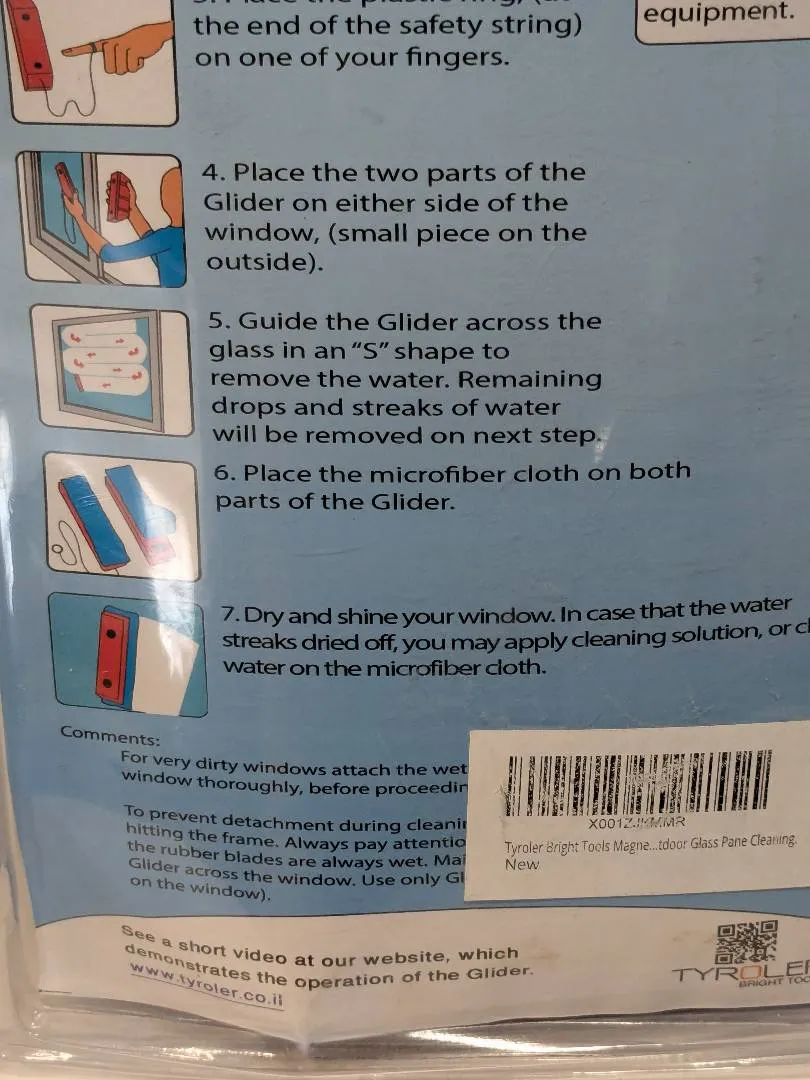 the end of the safety string)
on one of your fingers.
equipment.
4. Place the two parts of the
Glider on either side of the
window, (small piece on the
outside).
5. Guide the Glider across the
glass in an “S” shape to
remove the water. Remaining
drops and streaks of water
will be removed on next step.
6. Place the microfiber cloth on both
parts of the Glider.
7. Dry and shine your window. In case that the water
streaks dried off, you may apply cleaning solution, or
water on the microfiber cloth.
Comments:
For very dirty windows attach the wet
window thoroughly, before
To prevent detachment during
hitting the frame. Always pay
the rubber blades are always wet.
Glider across the window. Use only
on the window).
Tyroler Bright Tools Magne...tdoor Glass Pane Cleaning.
New
See a short video at our website, which
demonstrates the operation of the Glider.
www.tyroler.co.il
TYROLER
BRIGHT